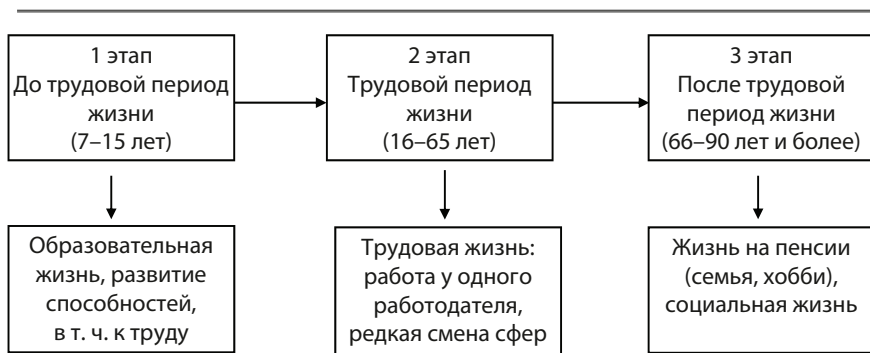 1 этап
До трудовой период
жизни
(7–15 лет)
2 этап
Трудовой период
жизни
(16–65 лет)
3 этап
После трудовой
период жизни
(66–90 лет и более)
Образовательная
жизнь, развитие
способностей,
в т. ч. к труду
Трудовая жизнь:
работа у одного
работодателя,
редкая смена сфер
Жизнь на пенсии
(семья, хобби),
социальная жизнь